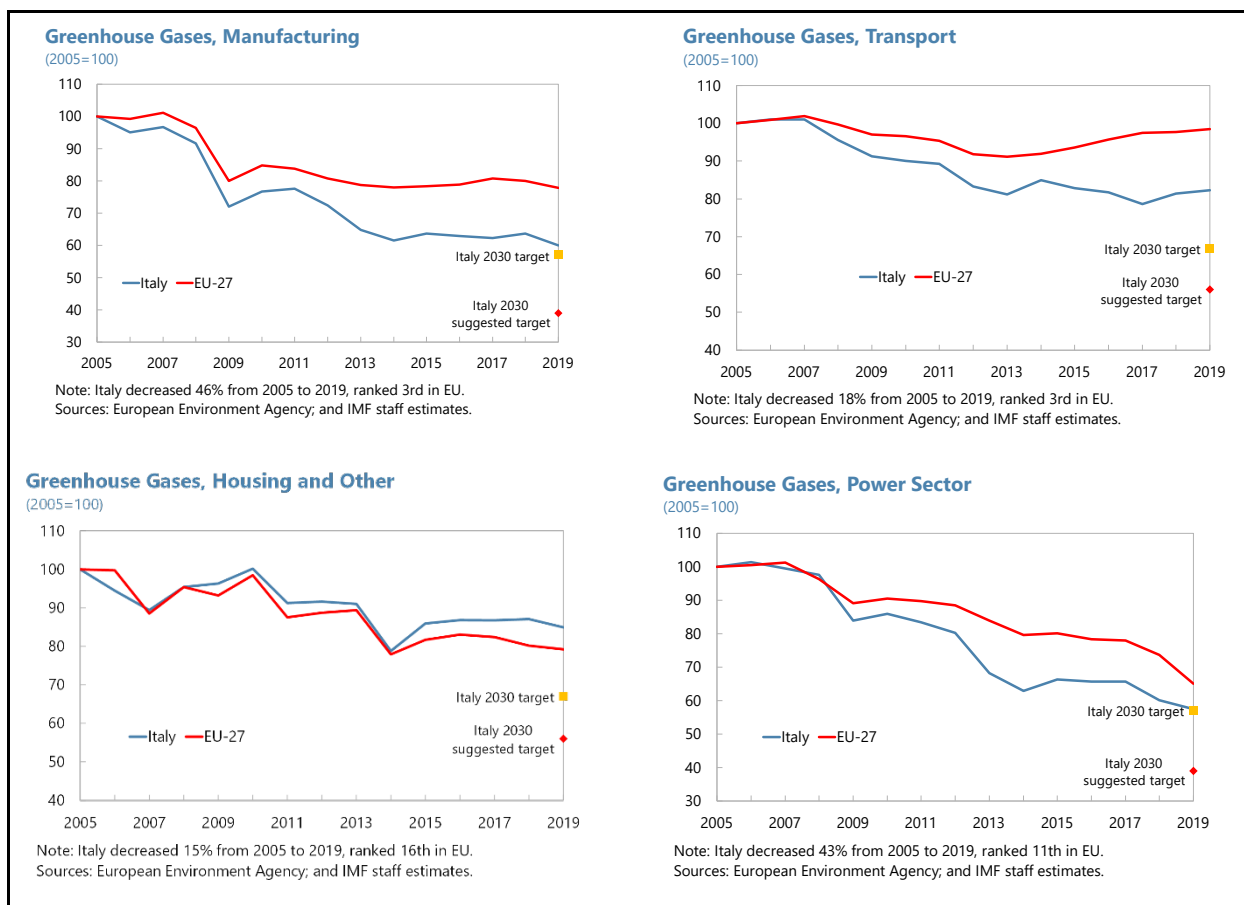 Greenhouse Gases, Manufacturing
(2005=100)
110
100
90
80
70
60
50
40
30
Italy 2030 target
Italy EU-27
Italy 2030
suggested target
2005 2007 2009 2011 2013 2015 2017 2019
Note: Italy decreased 46% from 2005 to 2019, ranked 3rd in EU.
Sources: European Environment Agency; and IMF staff estimates.
Greenhouse Gases, Transport
(2005=100)
110
100
90
80
70
60
50
40
Italy 2030 target
Italy EU-27
Italy 2030
suggested target
2005 2007 2009 2011 2013 2015 2017 2019
Note: Italy decreased 18% from 2005 to 2019, ranked 3rd in EU.
Sources: European Environment Agency; and IMF staff estimates.
Greenhouse Gases, Housing and Other
(2005=100)
110
100
90
80
70
60
50
40
Italy 2030 target
Italy EU-27
Italy 2030
suggested target
2005 2007 2009 2011 2013 2015 2017 2019
Note: Italy decreased 15% from 2005 to 2019, ranked 16th in EU.
Sources: European Environment Agency; and IMF staff estimates.
Greenhouse Gases, Power Sector
(2005=100)
110
100
90
80
70
60
50
40
30
Italy 2030 target
Italy EU-27
Italy 2030
suggested target
2005 2007 2009 2011 2013 2015 2017 2019
Note: Italy decreased 43% from 2005 to 2019, ranked 11th in EU.
Sources: European Environment Agency; and IMF staff estimates.